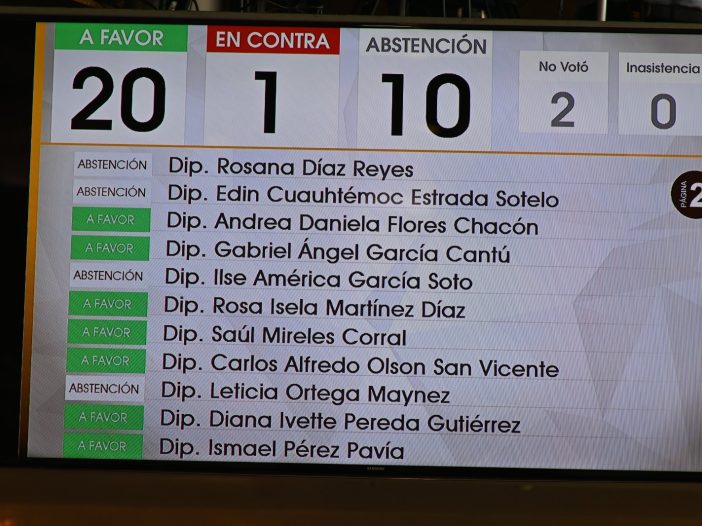 A FAVOR EN CONTRA ABSTENCIÓN No Votó Inasistencia
20 1 10 2 0
ABSTENCIÓN Dip. Rosana Díaz Reyes
ABSTENCIÓN Dip. Edin Cuauhtémoc Estrada Sotelo
PÁGINA 2
A FAVOR Dip. Andrea Daniela Flores Chacón
A FAVOR Dip. Gabriel Ángel García Cantú
ABSTENCIÓN Dip. Ilse América García Soto
A FAVOR Dip. Rosa Isela Martínez Díaz
A FAVOR Dip. Saúl Mireles Corral
A FAVOR Dip. Carlos Alfredo Olson San Vicente
ABSTENCIÓN Dip. Leticia Ortega Maynez
A FAVOR Dip. Diana Ivette Pereda Gutiérrez
A FAVOR Dip. Ismael Pérez Pavía
SAMSUNG